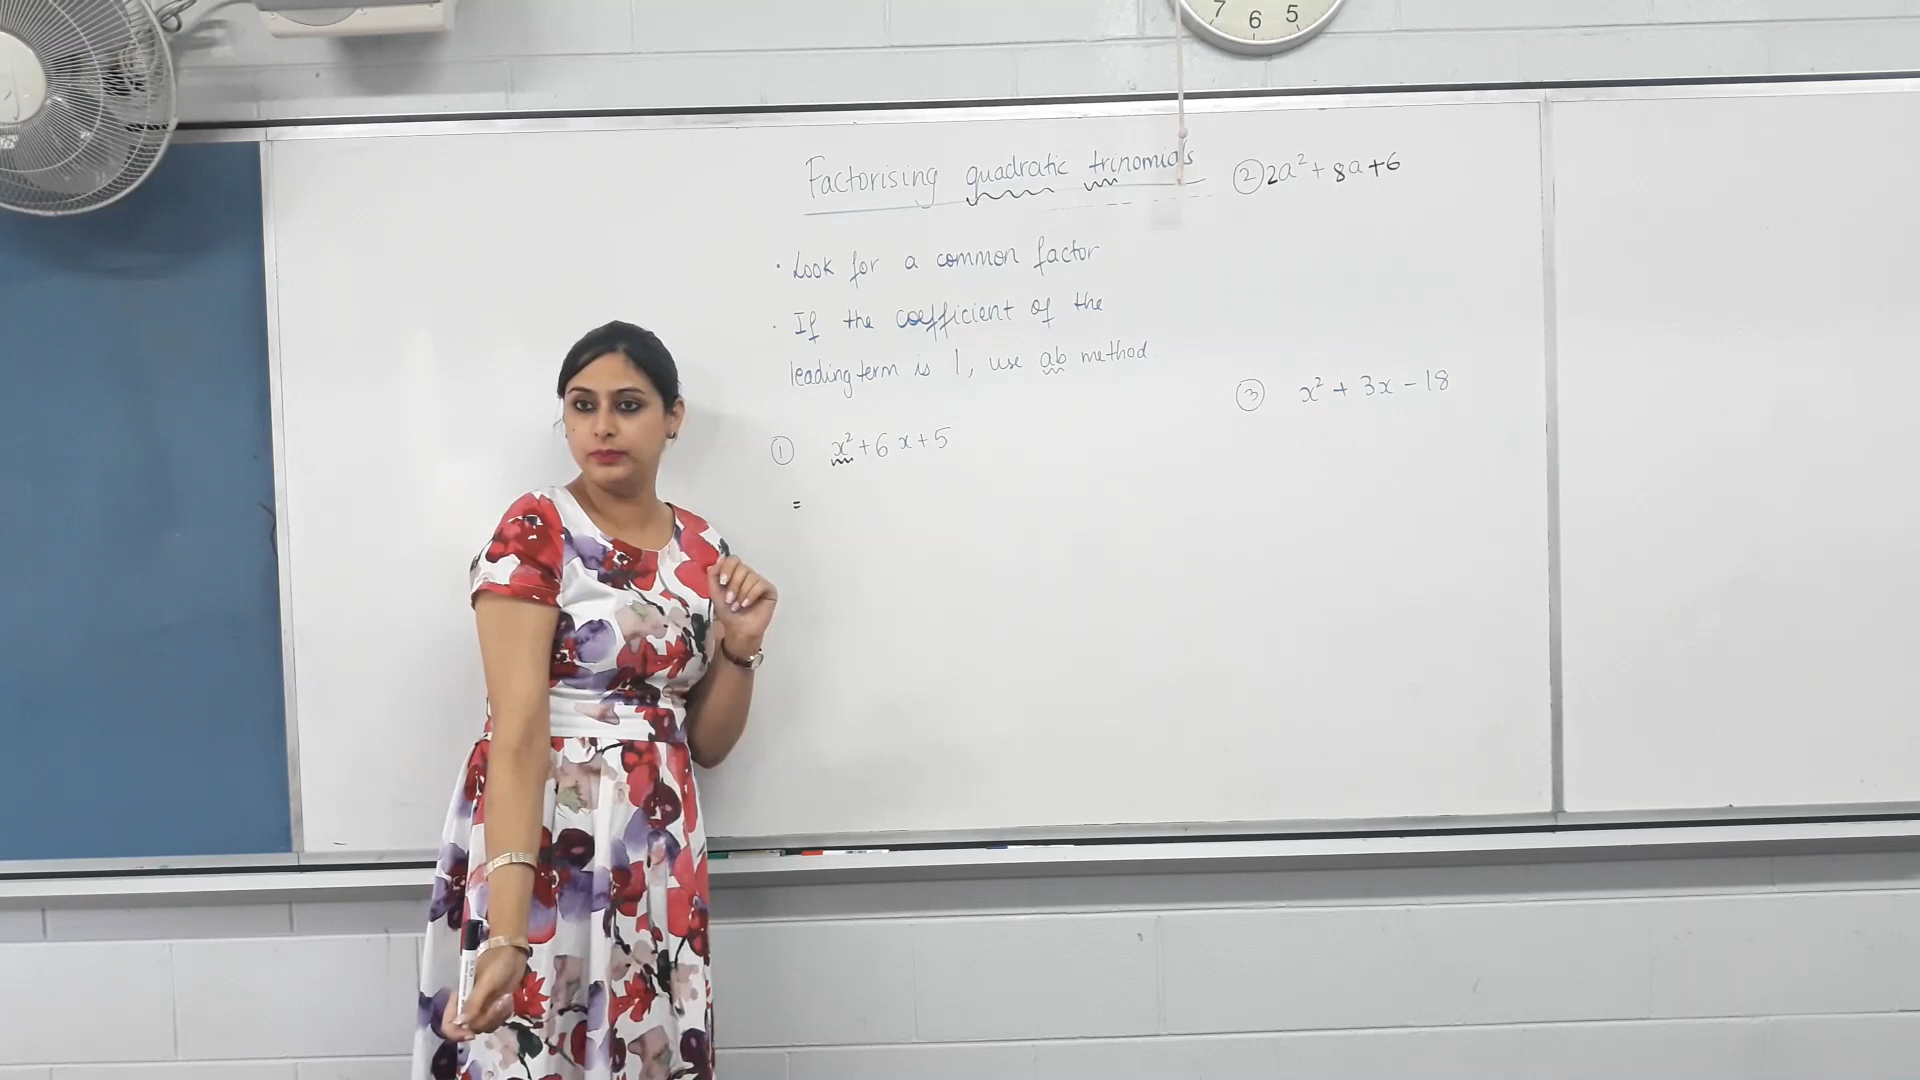 Factorising quadratic trinomials
· Look for a common factor
· If the coefficient of the
leading term is 1, use ab method.
① x² + 6x + 5
=
② 2a² + 8a + 6
③ x² + 3x - 18
7 6 5